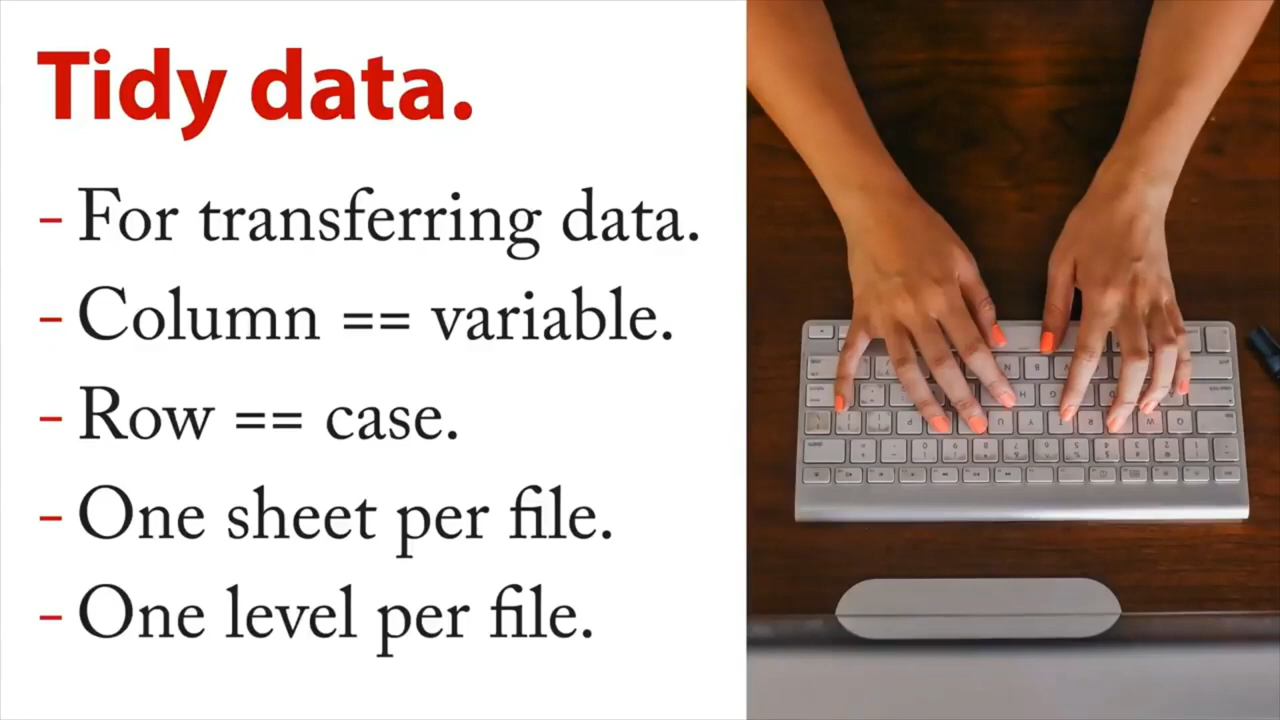 Tidy data.
- For transferring data.
- Column == variable.
- Row == case.
- One sheet per file.
- One level per file.